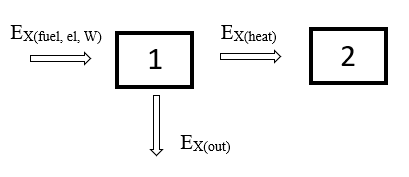 EX(fuel, el, W)
EX(heat)
1
2
EX(out)